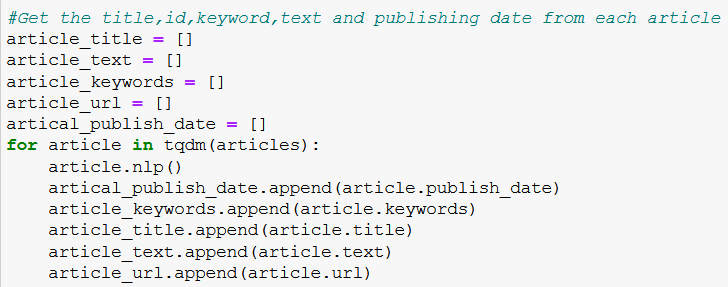 #Get the title,id,keyword,text and publishing date from each article
article_title = []
article_text = []
article_keywords = []
article_url = []
artical_publish_date = []
for article in tqdm(articles):
    article.nlp()
    artical_publish_date.append(article.publish_date)
    article_keywords.append(article.keywords)
    article_title.append(article.title)
    article_text.append(article.text)
    article_url.append(article.url)